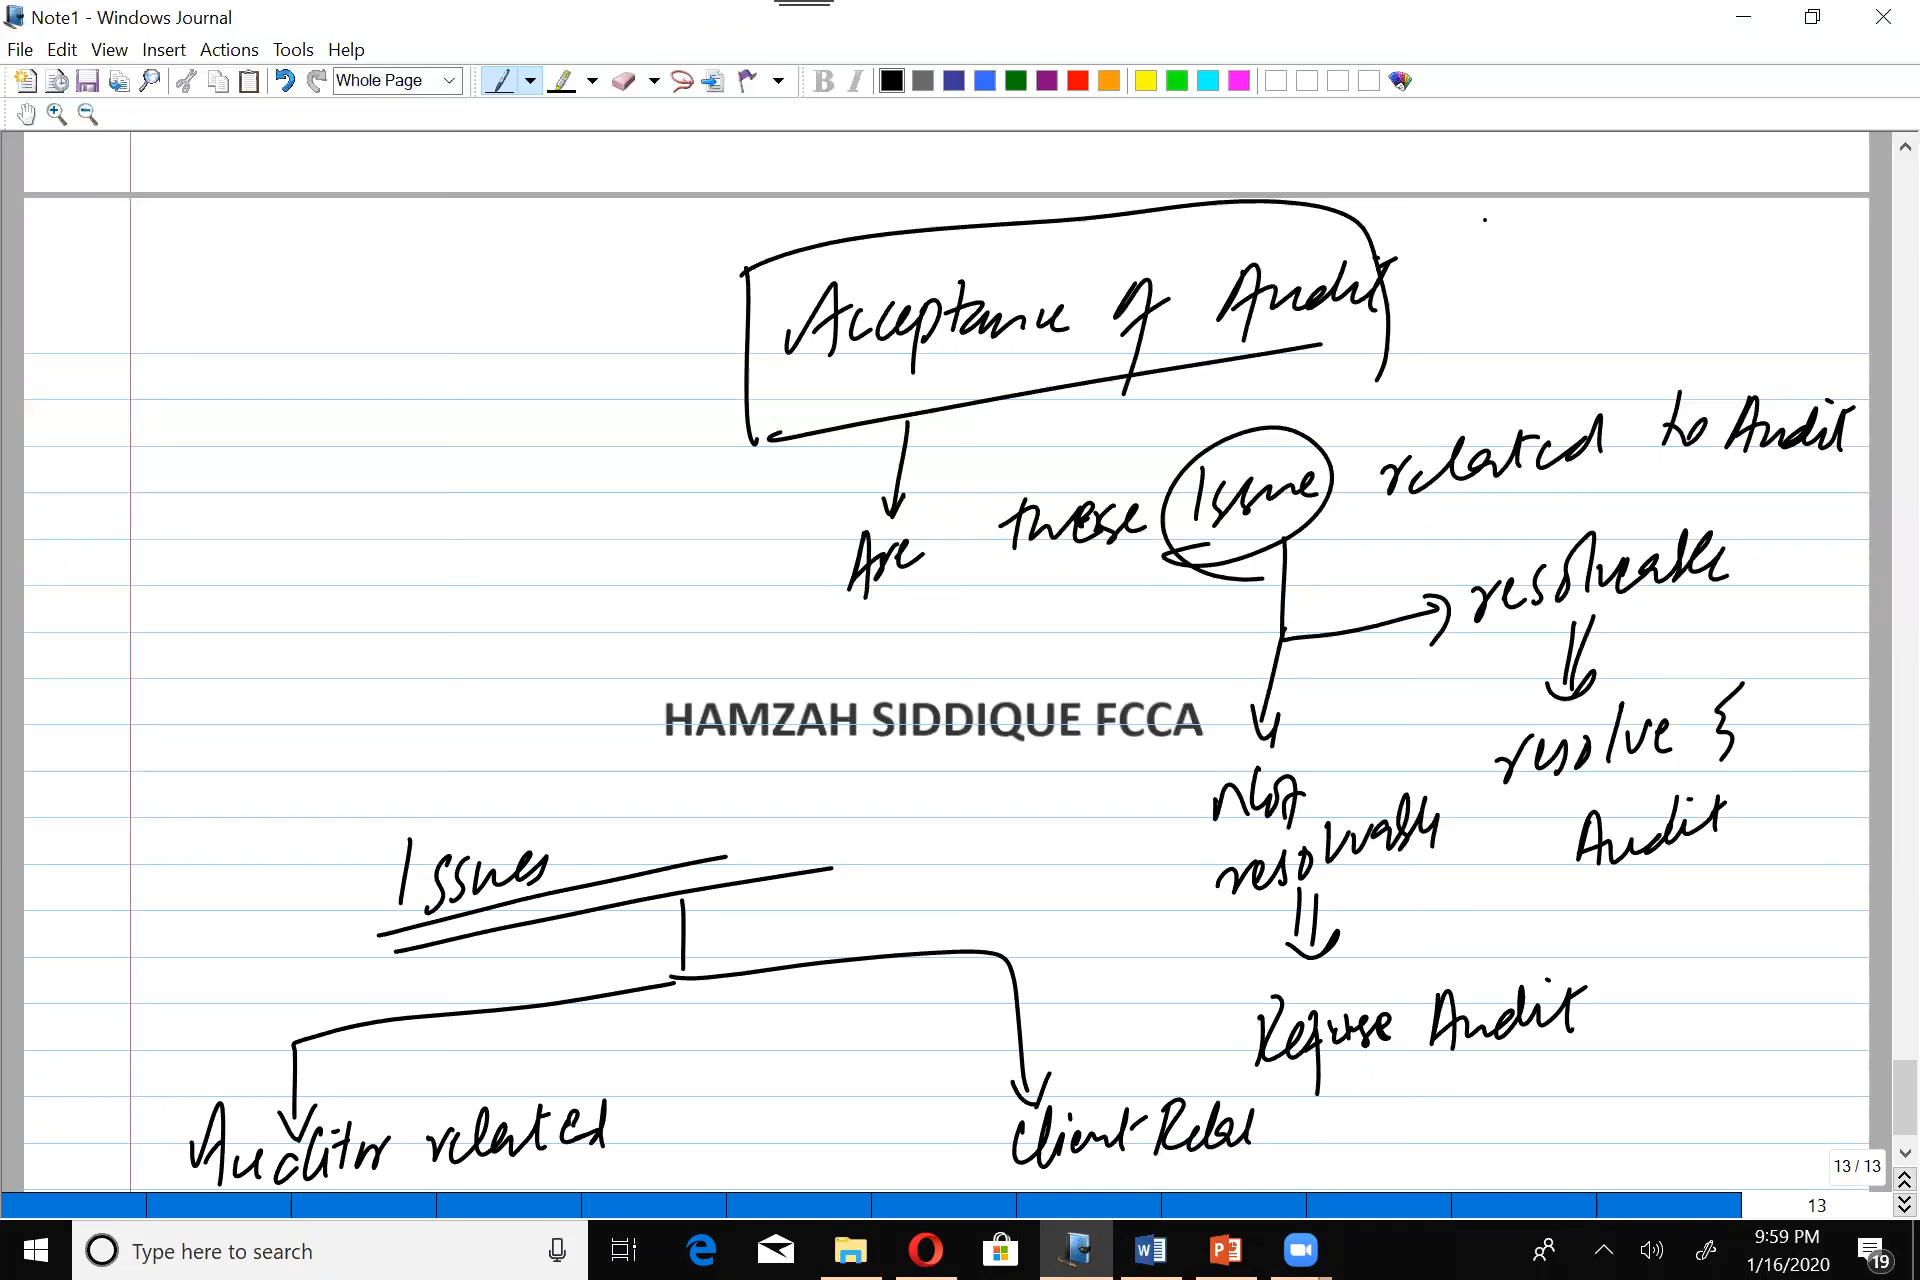 Note1 - Windows Journal
File Edit View Insert Actions Tools Help
Whole Page
B I
Acceptance of Audit
Are these Issue related to Audit
resolveable
resolve &
Audit
HAMZAH SIDDIQUE FCCA
not
resolvable
Refuse Audit
Issues
Auditor related
Client Relat
13 / 13
13
Type here to search
9:59 PM
1/16/2020
19